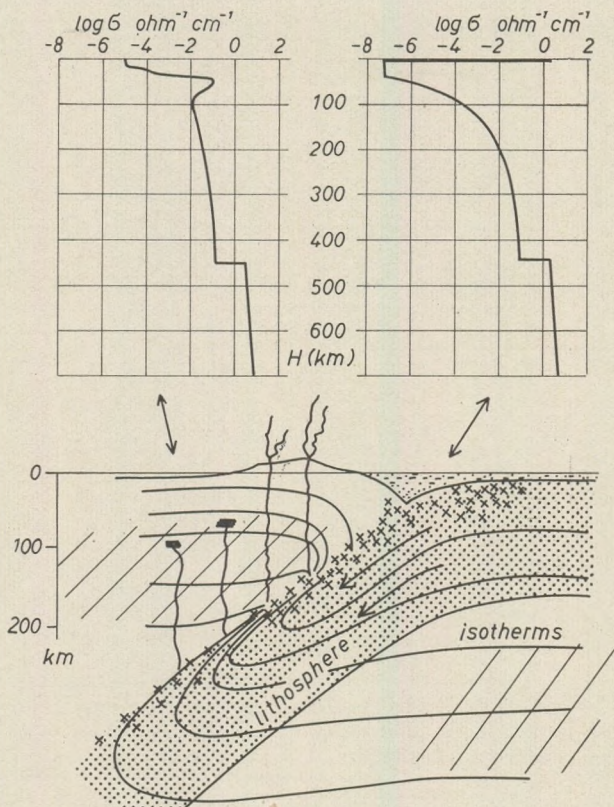 log σ ohm⁻¹ cm⁻¹
-8 -6 -4 -2 0 2
log σ ohm⁻¹ cm⁻¹
-8 -6 -4 -2 0 2
100
200
300
400
500
600
H (km)
0
100
200
km
isotherms
lithosphere